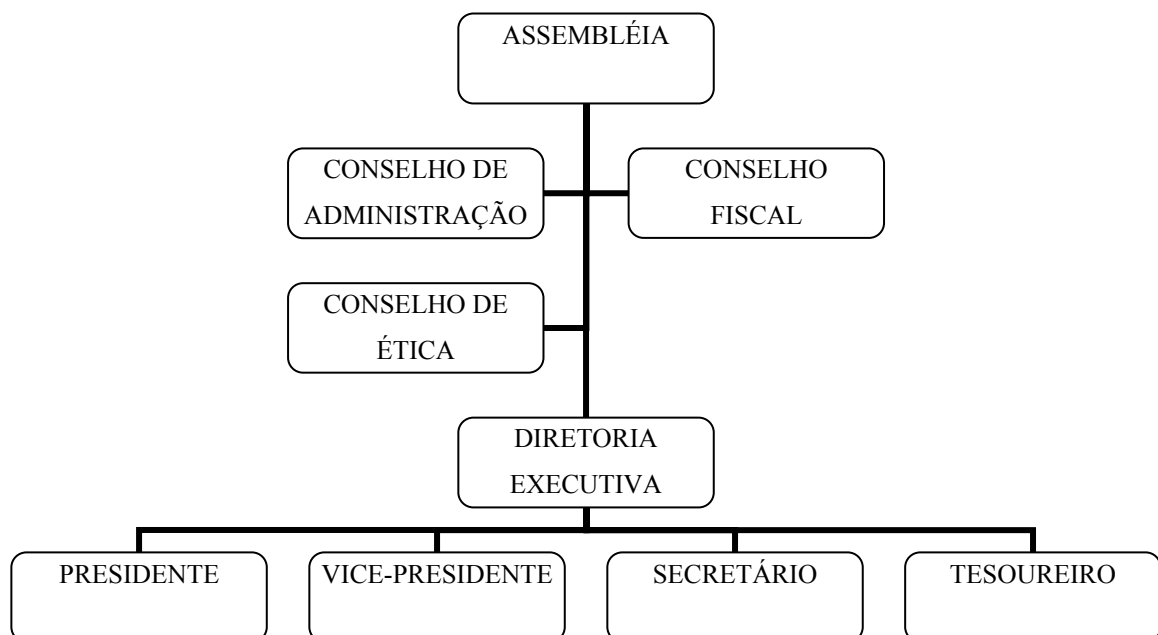 ASSEMBLÉIA
CONSELHO DE
ADMINISTRAÇÃO
CONSELHO
FISCAL
CONSELHO DE
ÉTICA
DIRETORIA
EXECUTIVA
PRESIDENTE
VICE-PRESIDENTE
SECRETÁRIO
TESOUREIRO